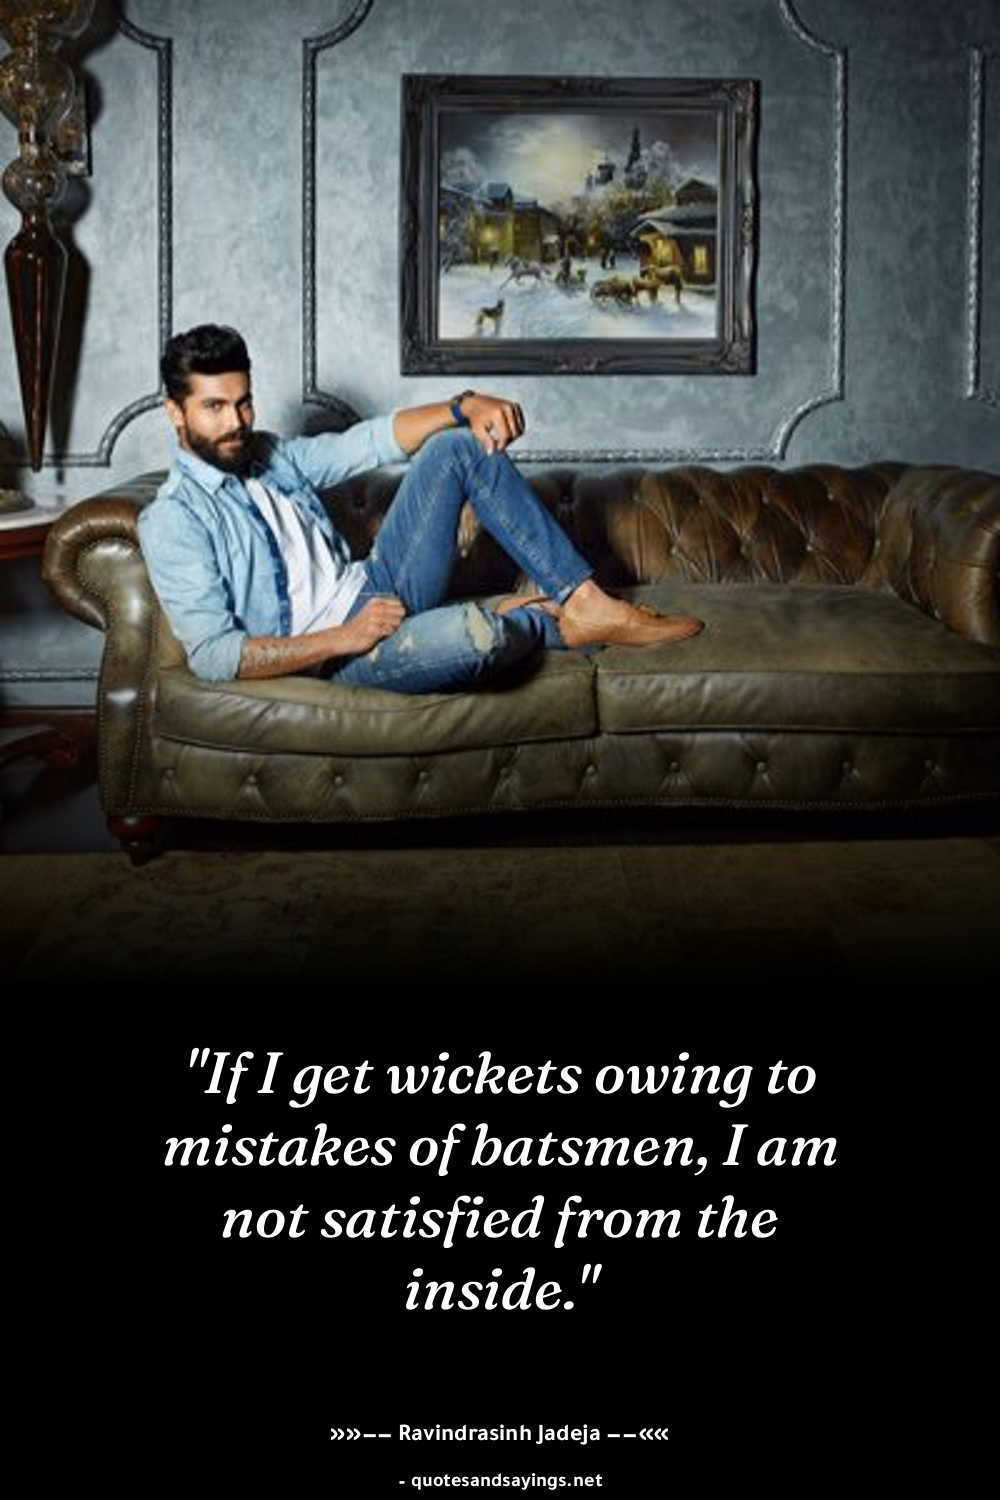 "If I get wickets owing to
mistakes of batsmen, I am
not satisfied from the
inside."
»»−− Ravindrasinh Jadeja −−««
- quotesandsayings.net